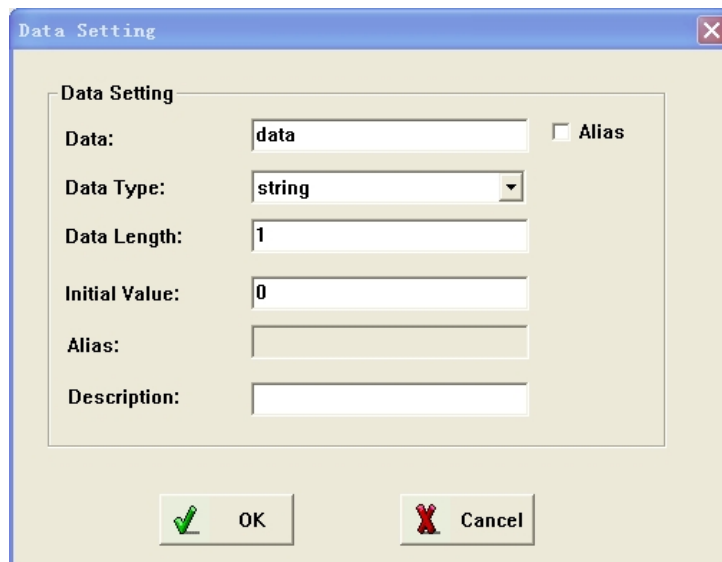 Data Setting
Data Setting
Data: data Alias
Data Type: string
Data Length: 1
Initial Value: 0
Alias:
Description:
OK Cancel